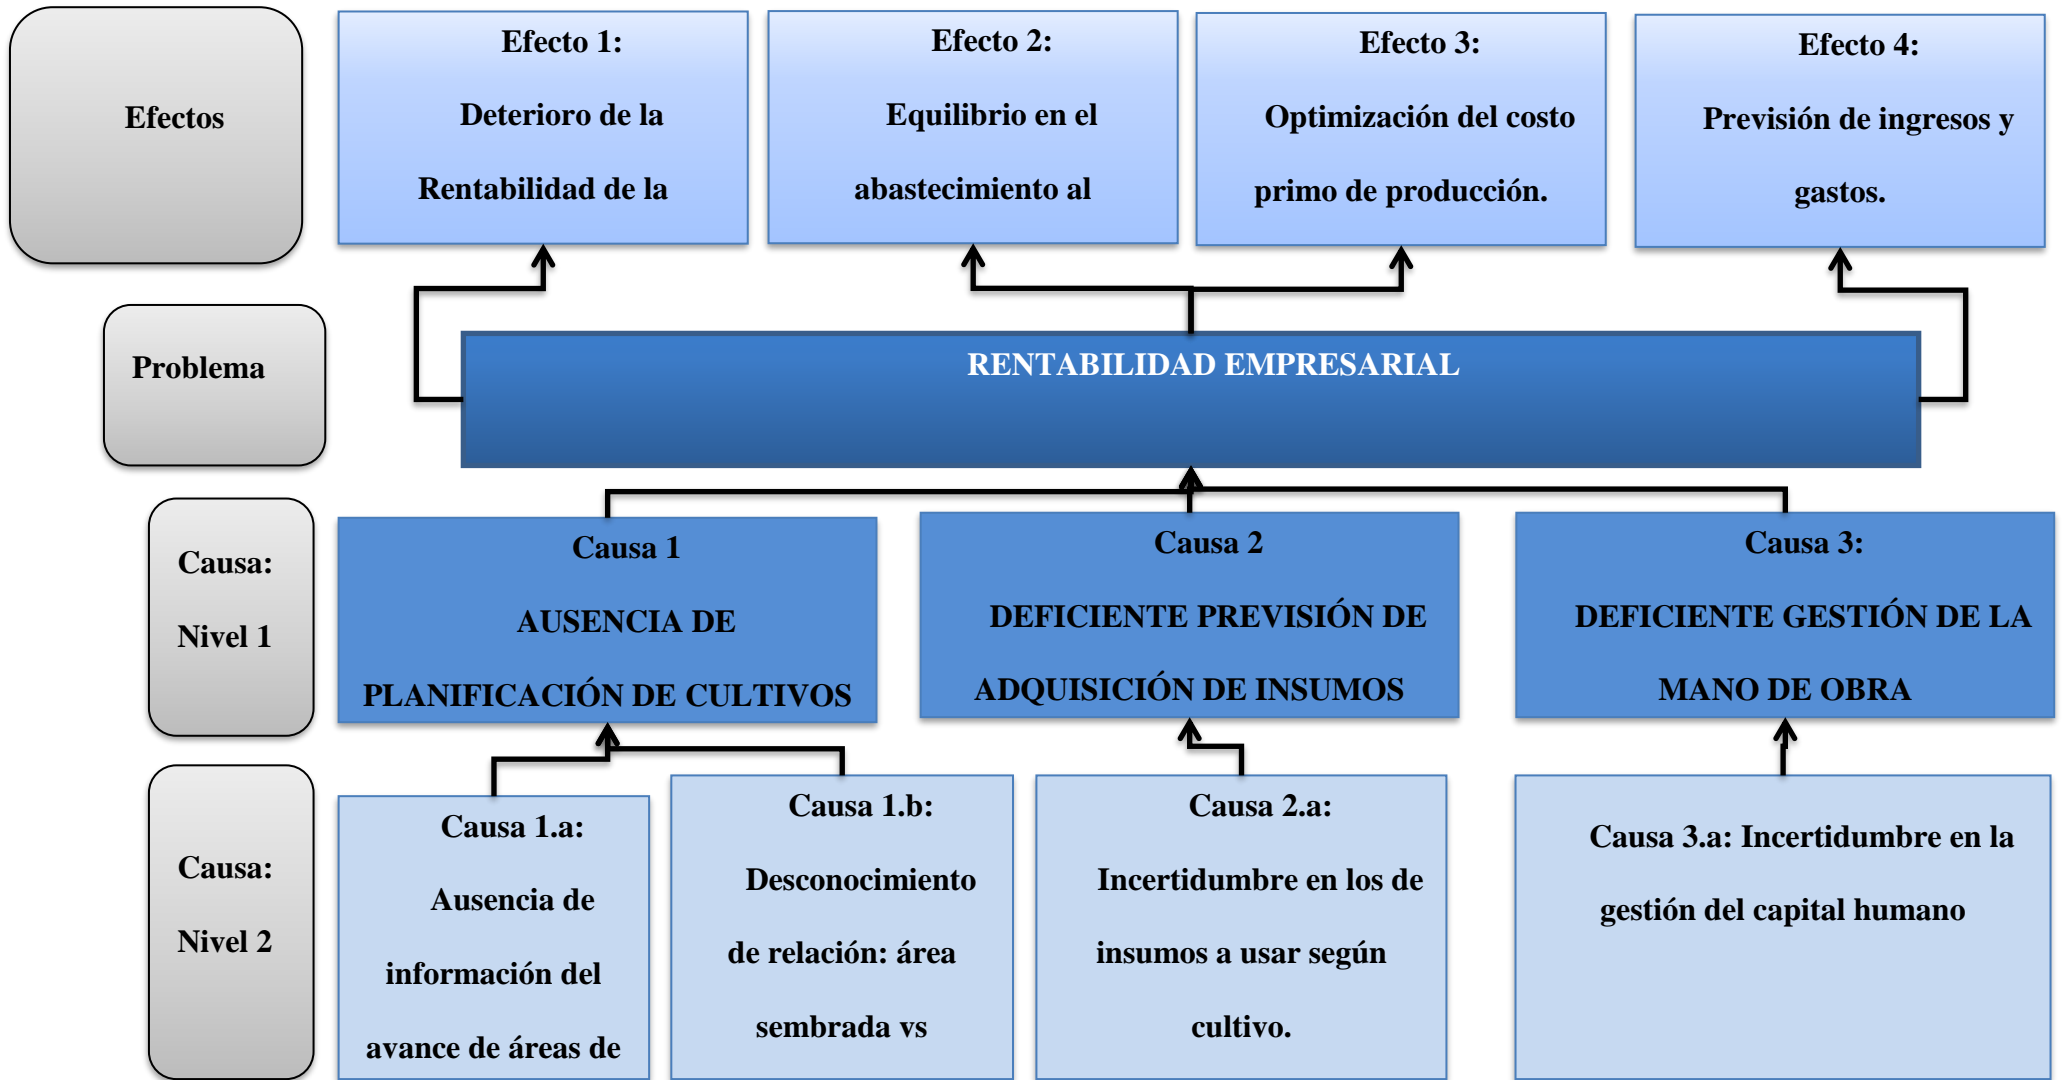 Efectos
Efecto 1:
Deterioro de la
Rentabilidad de la
Efecto 2:
Equilibrio en el
abastecimiento al
Efecto 3:
Optimización del costo
primo de producción.
Efecto 4:
Previsión de ingresos y
gastos.
Problema
RENTABILIDAD EMPRESARIAL
Causa:
Nivel 1
Causa 1
AUSENCIA DE
PLANIFICACIÓN DE CULTIVOS
Causa 2
DEFICIENTE PREVISIÓN DE
ADQUISICIÓN DE INSUMOS
Causa 3:
DEFICIENTE GESTIÓN DE LA
MANO DE OBRA
Causa:
Nivel 2
Causa 1.a:
Ausencia de
información del
avance de áreas de
Causa 1.b:
Desconocimiento
de relación: área
sembrada vs
Causa 2.a:
Incertidumbre en los de
insumos a usar según
cultivo.
Causa 3.a: Incertidumbre en la
gestión del capital humano